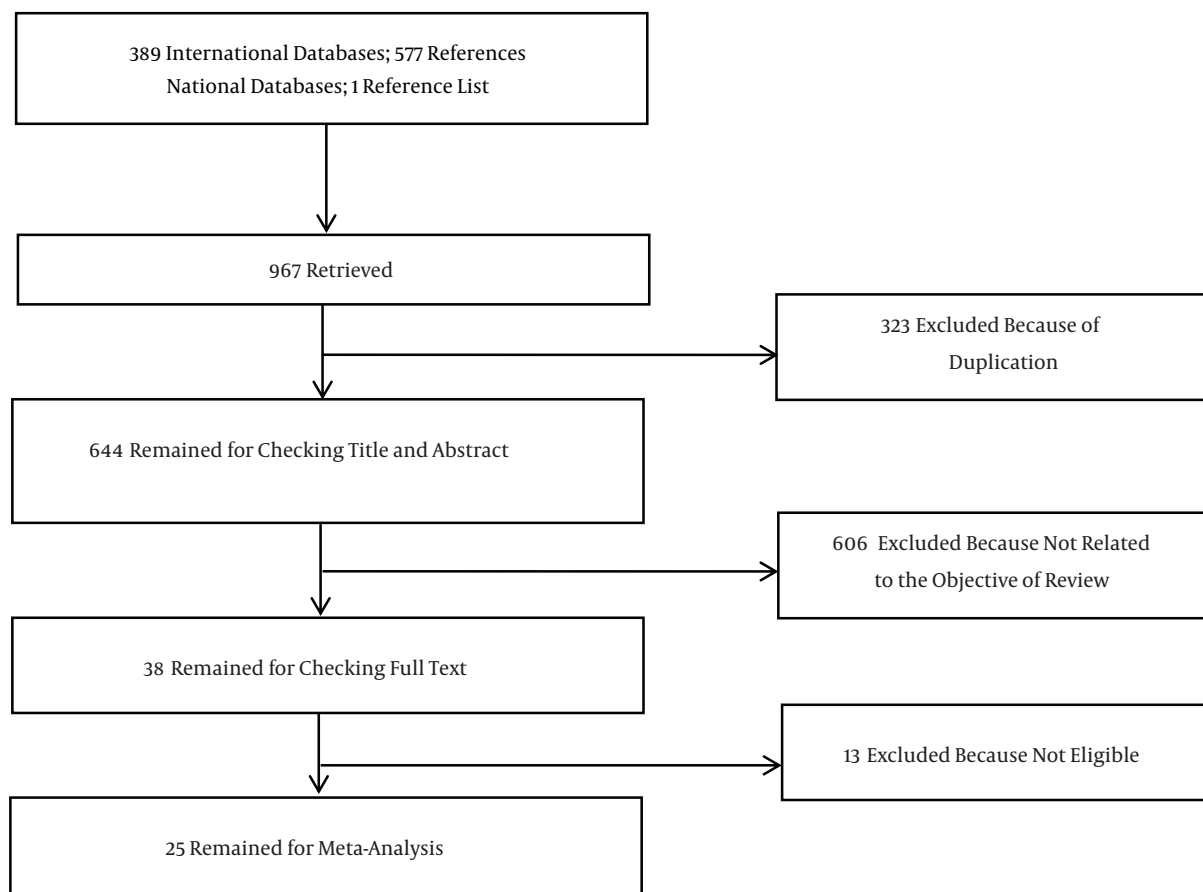 389 International Databases; 577 References
National Databases; 1 Reference List
967 Retrieved
323 Excluded Because of
Duplication
644 Remained for Checking Title and Abstract
606 Excluded Because Not Related
to the Objective of Review
38 Remained for Checking Full Text
13 Excluded Because Not Eligible
25 Remained for Meta-Analysis